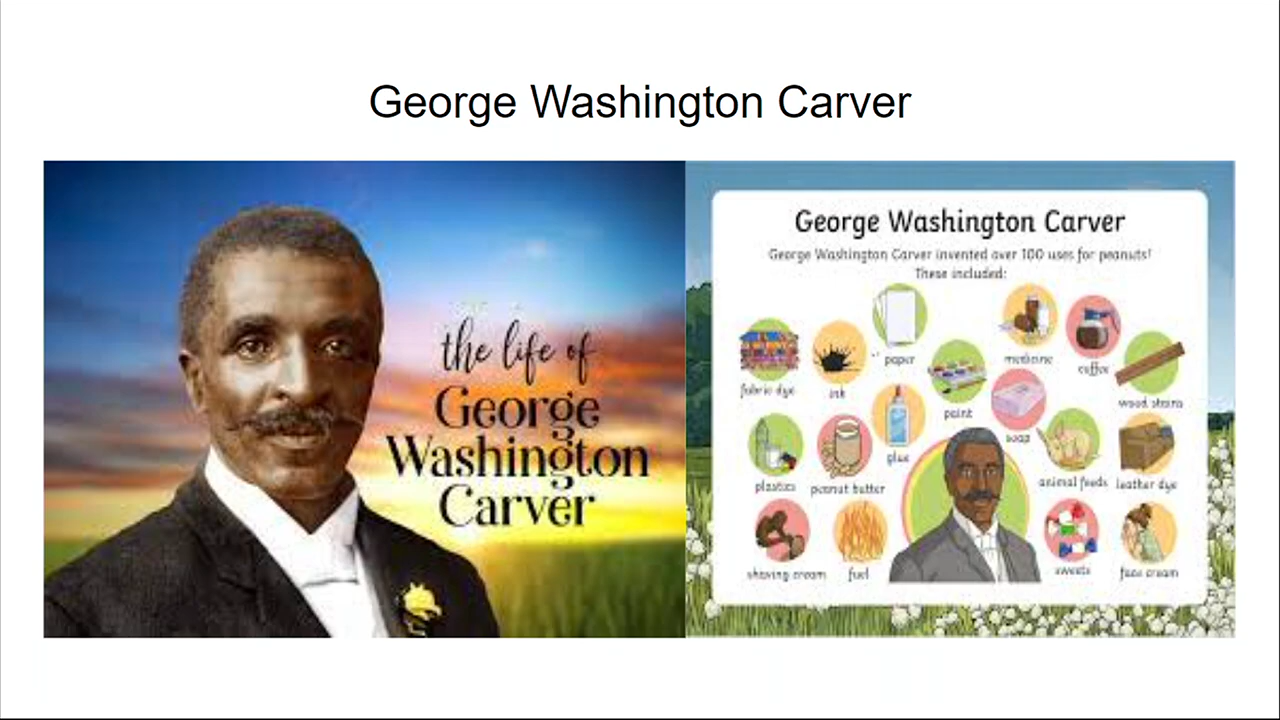 George Washington Carver
the life of
George
Washington
Carver
George Washington Carver
George Washington Carver invented over 100 uses for peanuts!
These included:
fabric dye
ink
paper
paint
medicine
coffee
wood stains
plastics
peanut butter
glue
soap
animal feeds
leather dye
shaving cream
fuel
sweets
face cream